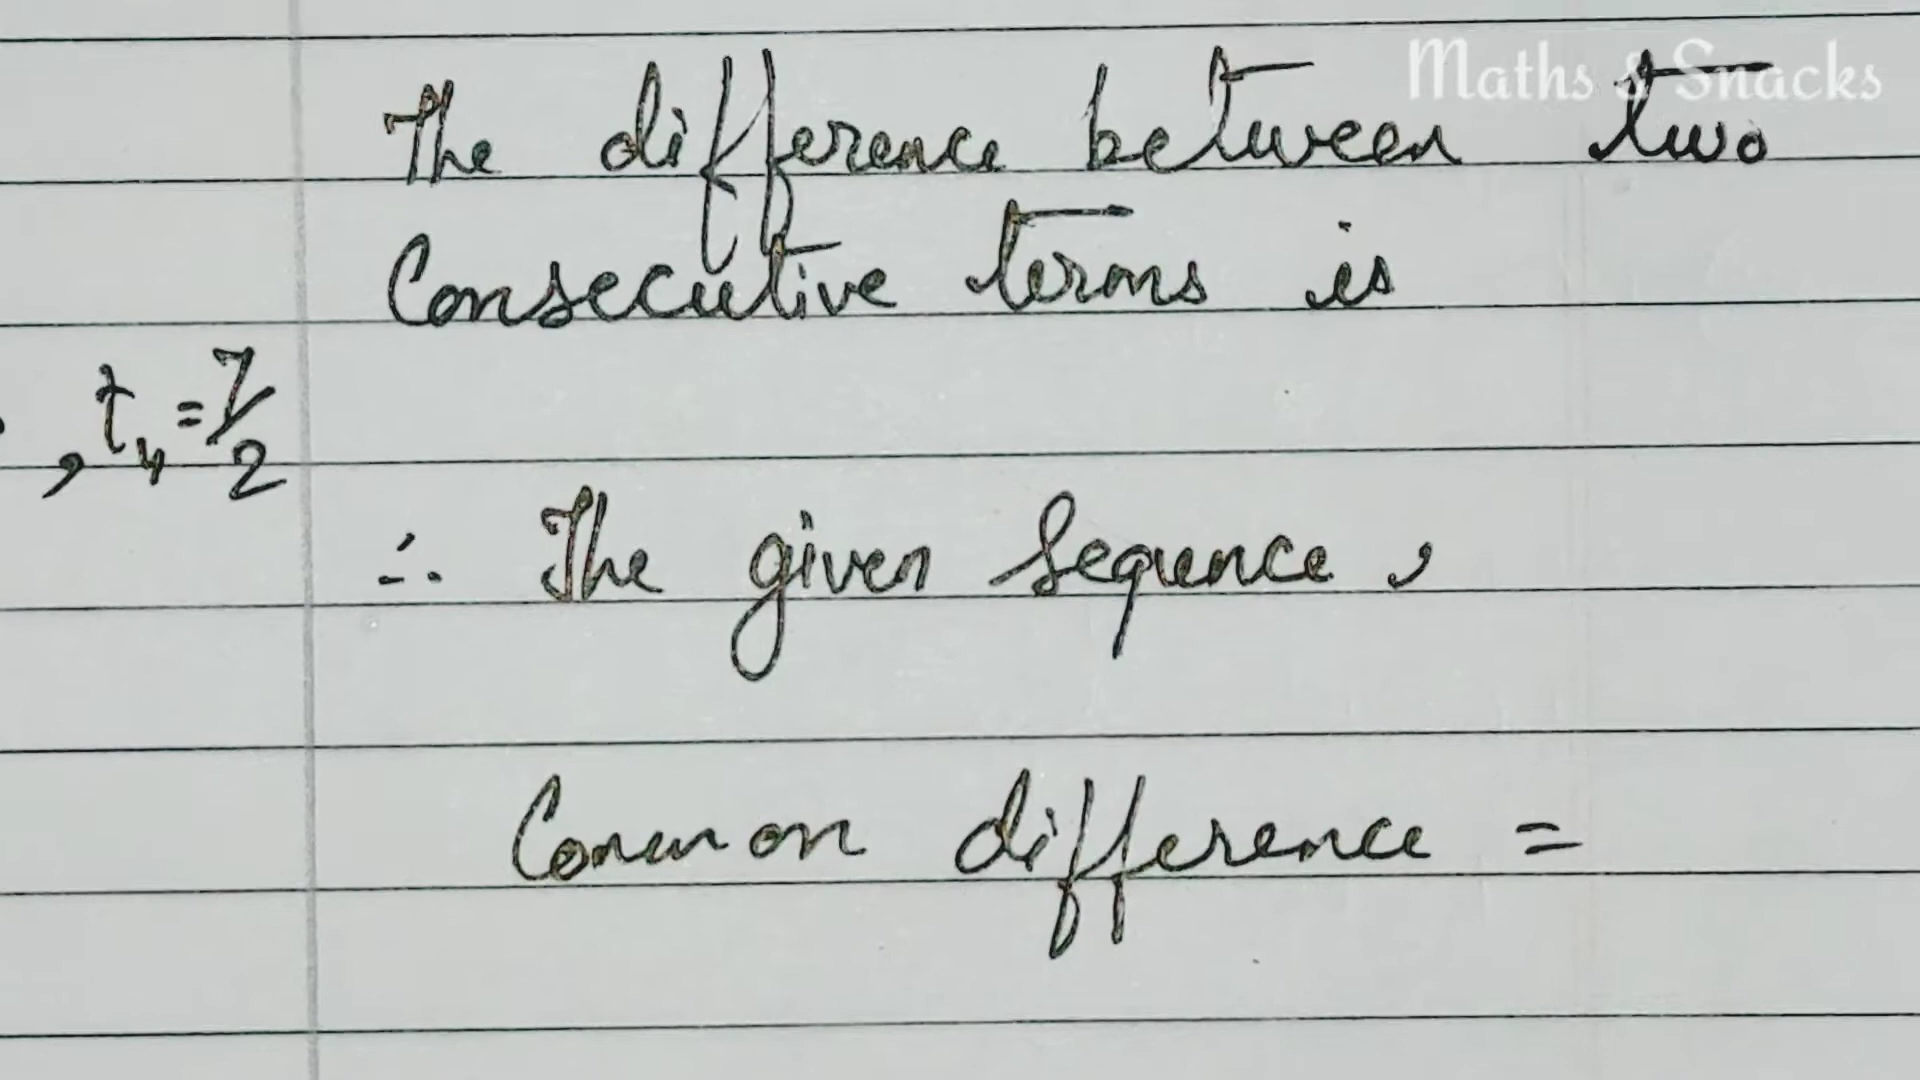 Maths & Snacks
The difference between two
Consecutive terms is
, t₄ = 7/2
∴ The given Sequence,
Common difference =